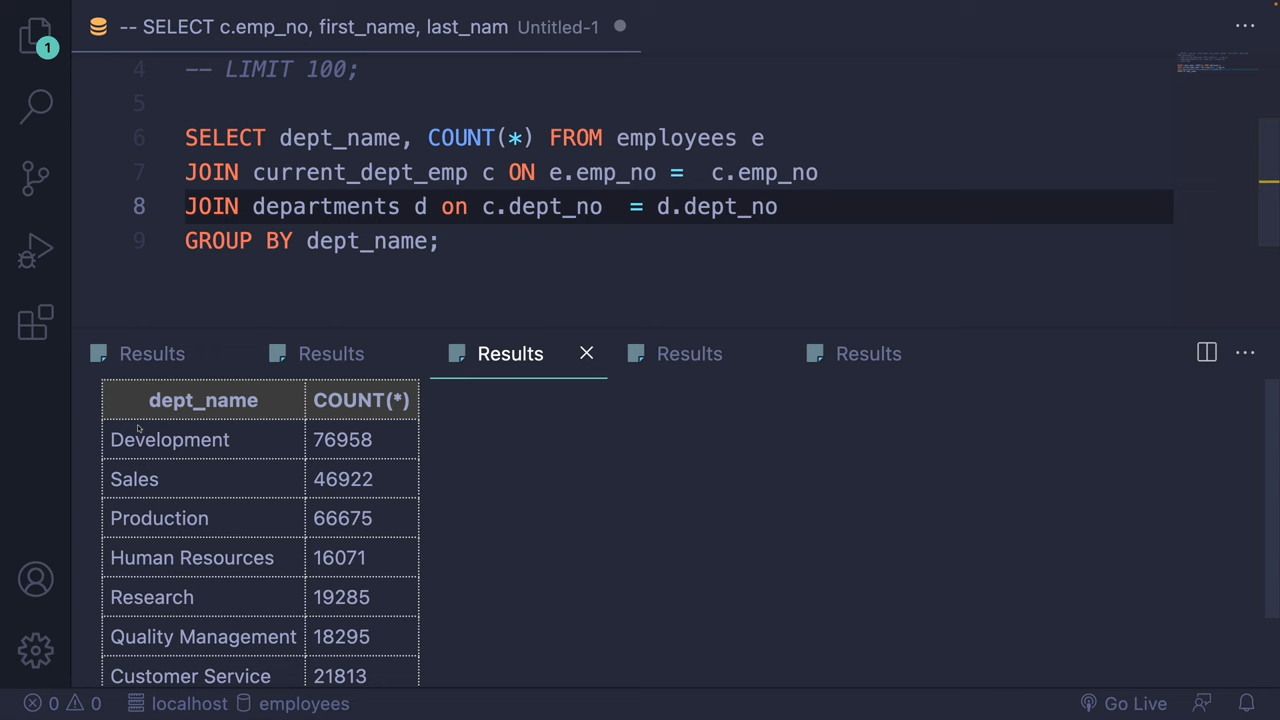 1
-- SELECT c.emp_no, first_name, last_nam Untitled-1
4 -- LIMIT 100;
5
6 SELECT dept_name, COUNT(*) FROM employees e
7 JOIN current_dept_emp c ON e.emp_no =  c.emp_no
8 JOIN departments d on c.dept_no  = d.dept_no
9 GROUP BY dept_name;
Results Results Results Results Results
dept_name COUNT(*)
Development 76958
Sales 46922
Production 66675
Human Resources 16071
Research 19285
Quality Management 18295
Customer Service 21813
0 0 localhost employees Go Live